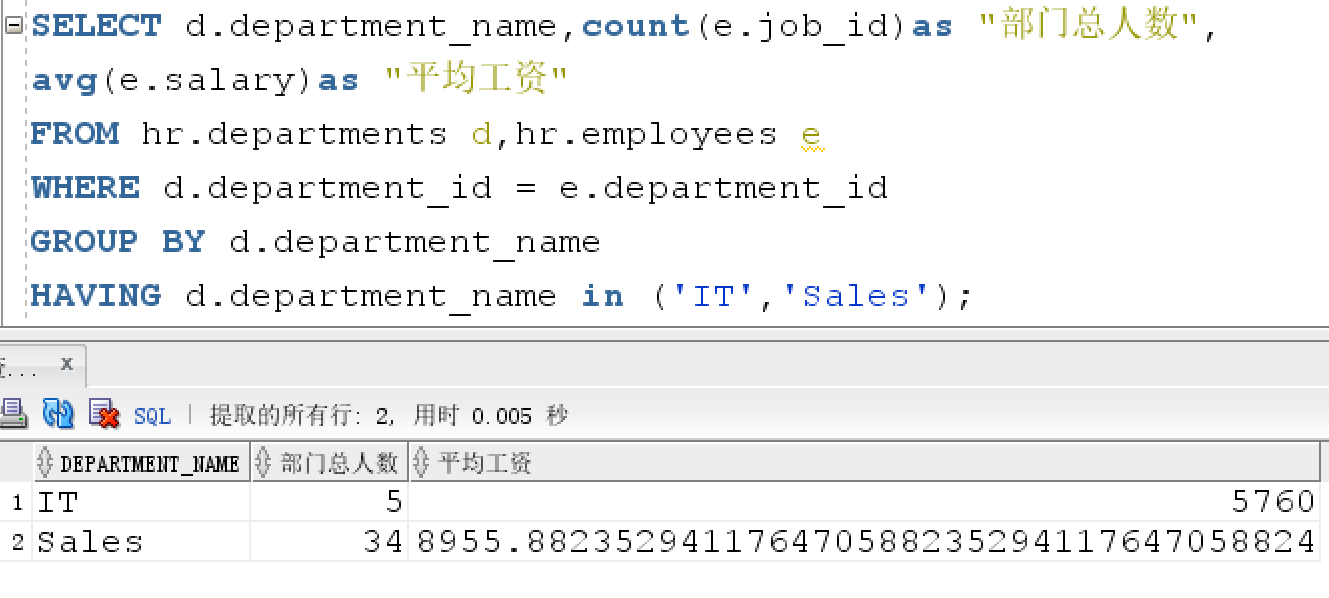 SELECT d.department_name,count(e.job_id)as "部门总人数",
avg(e.salary)as "平均工资"
FROM hr.departments d,hr.employees e
WHERE d.department_id = e.department_id
GROUP BY d.department_name
HAVING d.department_name in ('IT','Sales');
... x
SQL | 提取的所有行: 2, 用时 0.005 秒
DEPARTMENT_NAME 部门总人数 平均工资
1 IT 5 5760
2 Sales 34 8955.882352941176470588235294117647058824